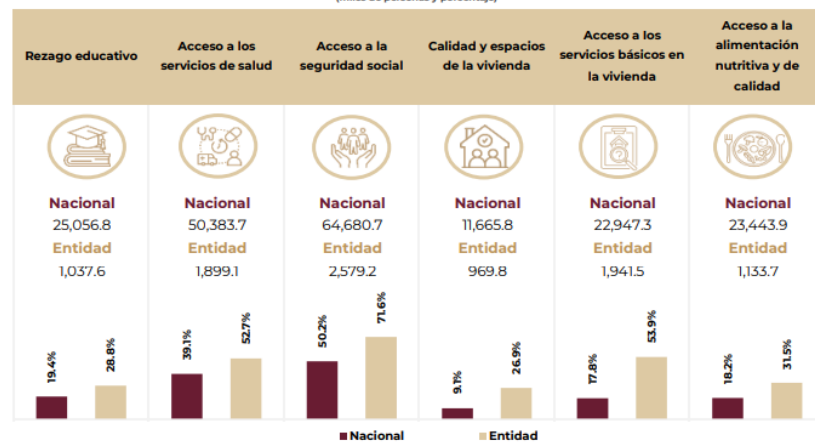 (miles de personas y porcentaje)
Rezago educativo
Acceso a los
servicios de salud
Acceso a la
seguridad social
Calidad y espacios
de la vivienda
Acceso a los
servicios básicos en
la vivienda
Acceso a la
alimentación
nutritiva y de
calidad
Nacional
25,056.8
Entidad
1,037.6
Nacional
50,383.7
Entidad
1,899.1
Nacional
64,680.7
Entidad
2,579.2
Nacional
11,665.8
Entidad
969.8
Nacional
22,947.3
Entidad
1,941.5
Nacional
23,443.9
Entidad
1,133.7
19.4%
28.8%
39.1%
52.7%
50.2%
71.6%
9.1%
26.9%
17.8%
53.9%
18.2%
31.5%
Nacional
Entidad